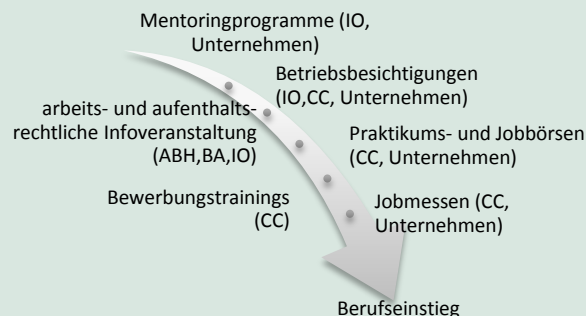 Mentoringprogramme (IO,
Unternehmen)
Betriebsbesichtigungen
(IO,CC, Unternehmen)
arbeits- und aufenthalts-
rechtliche Infoveranstaltung
(ABH,BA,IO)
Praktikums- und Jobbörsen
(CC, Unternehmen)
Bewerbungstrainings
(CC)
Jobmessen (CC,
Unternehmen)
Berufseinstieg